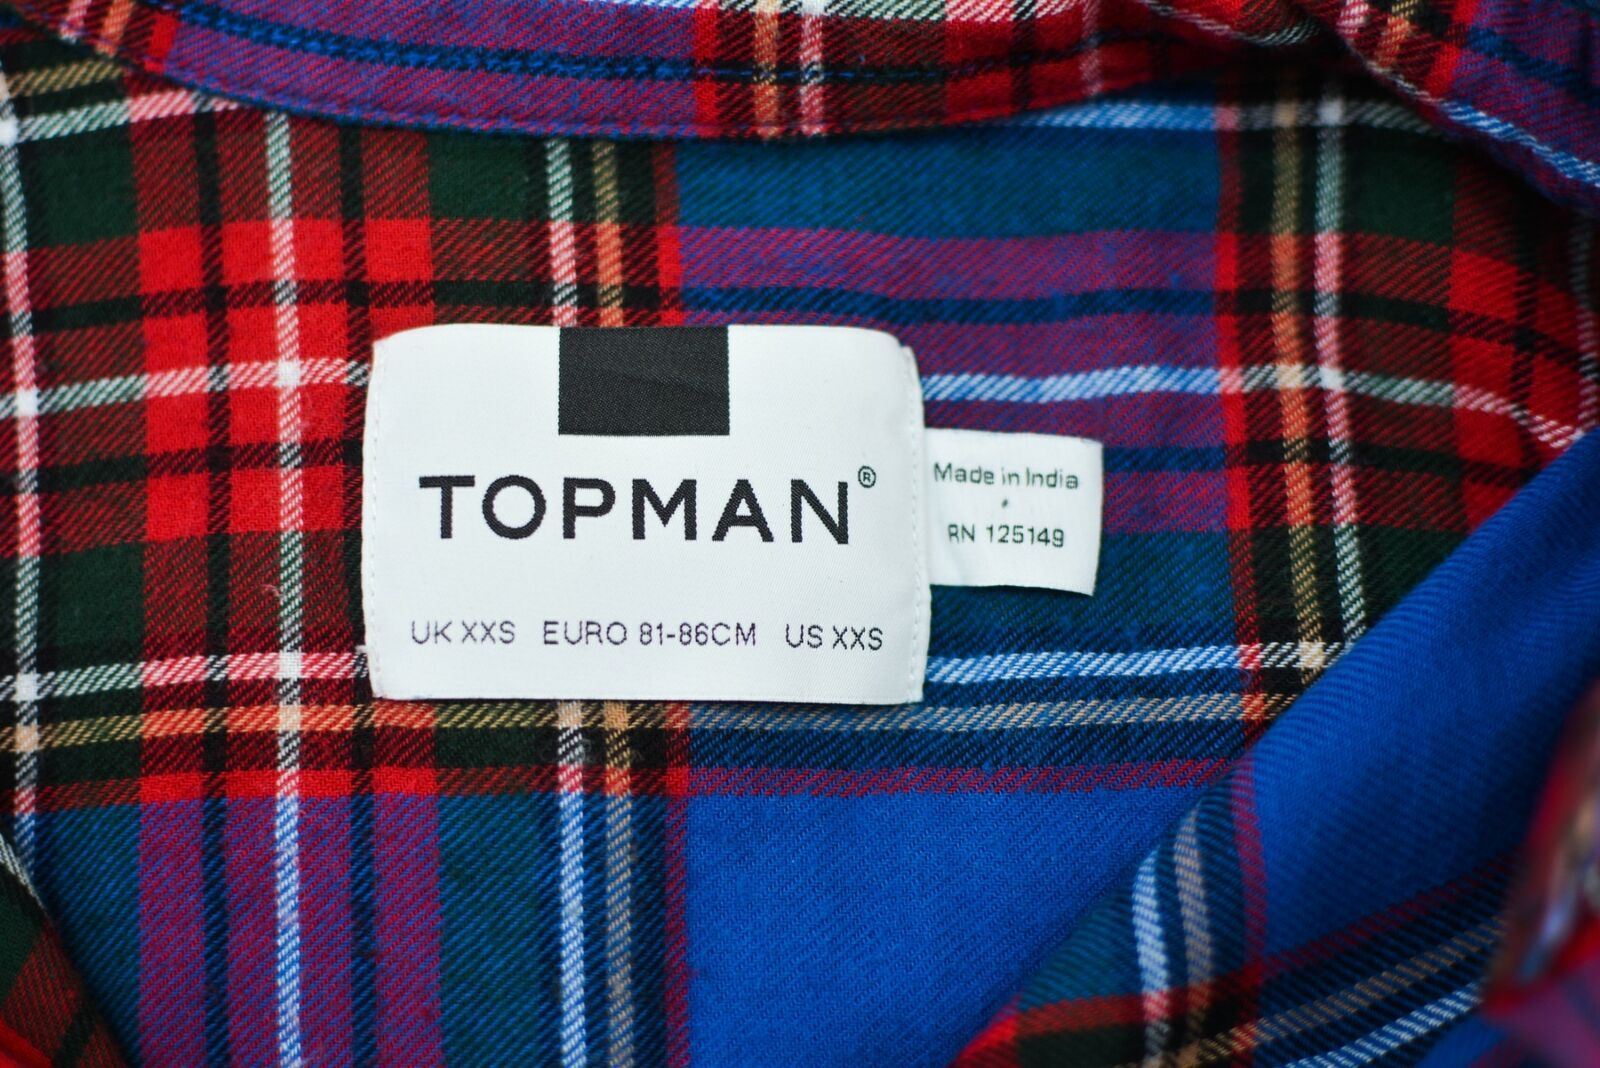 TOPMAN®
UK XXS EURO 81-86CM US XXS
Made in India
RN 125149